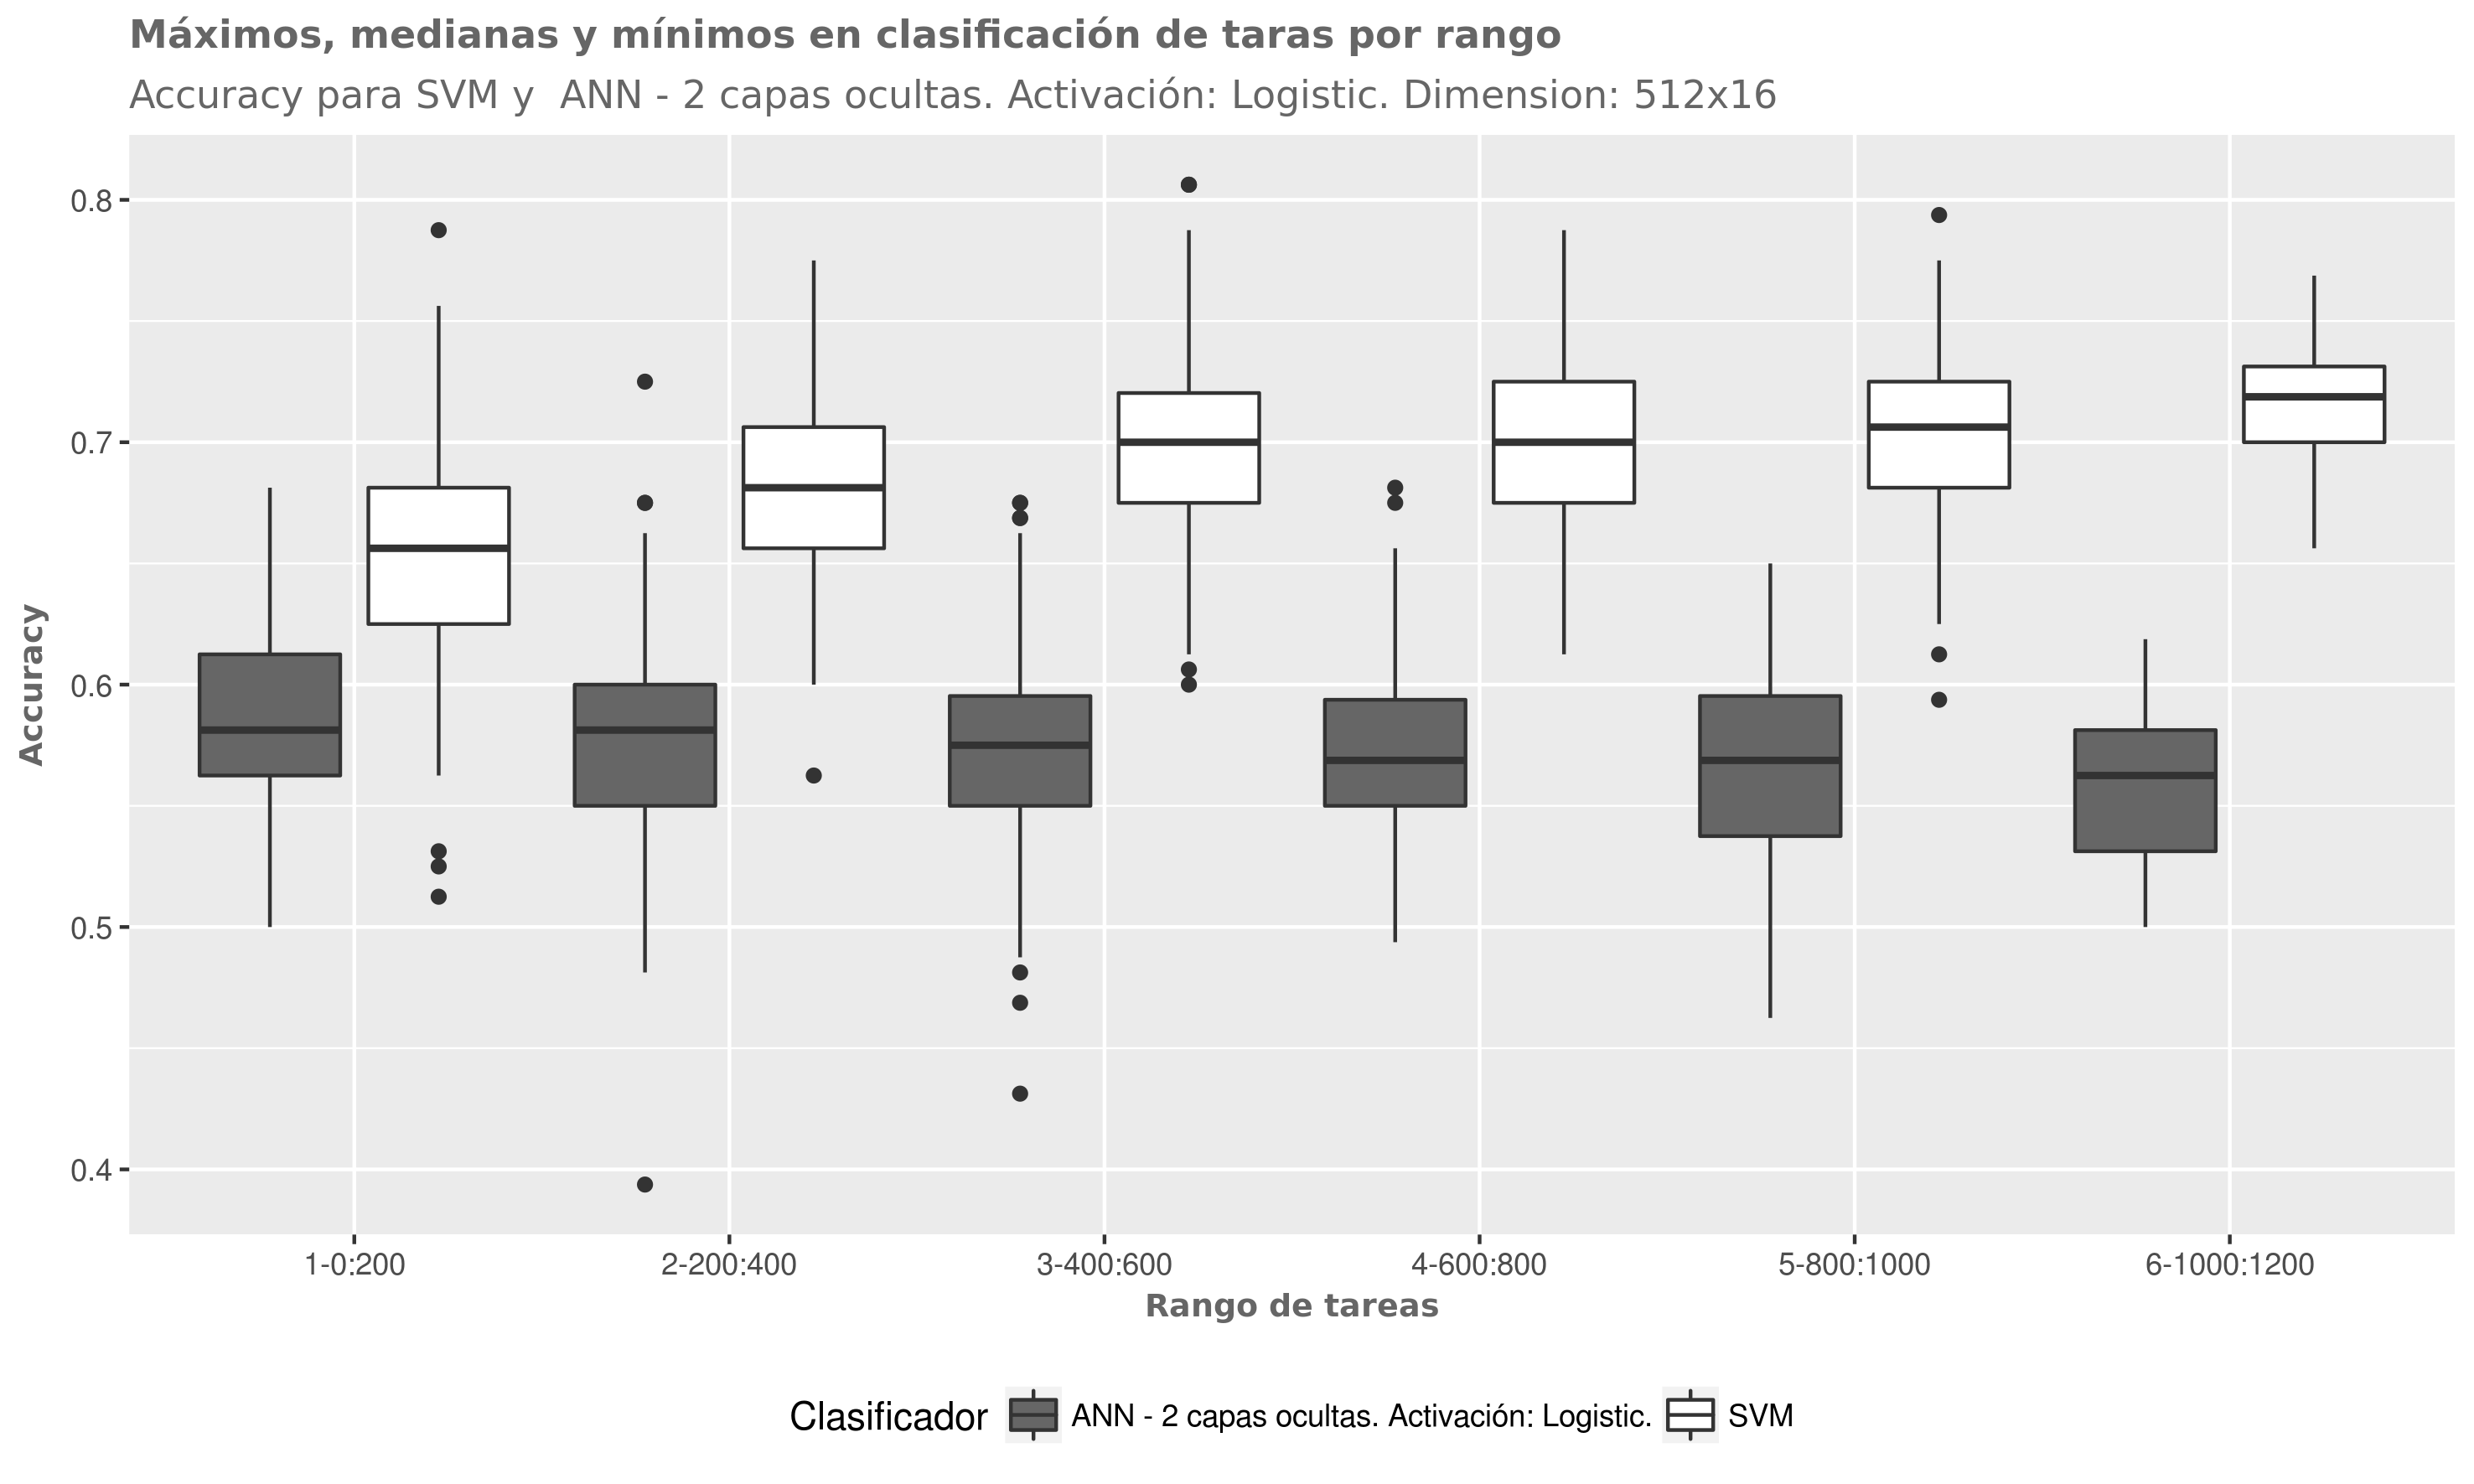 Máximos, medianas y mínimos en clasificación de taras por rango
Accuracy para SVM y  ANN - 2 capas ocultas. Activación: Logistic. Dimension: 512x16
Accuracy
0.8
0.7
0.6
0.5
0.4
1-0:200 2-200:400 3-400:600 4-600:800 5-800:1000 6-1000:1200
Rango de tareas
Clasificador ANN - 2 capas ocultas. Activación: Logistic. SVM